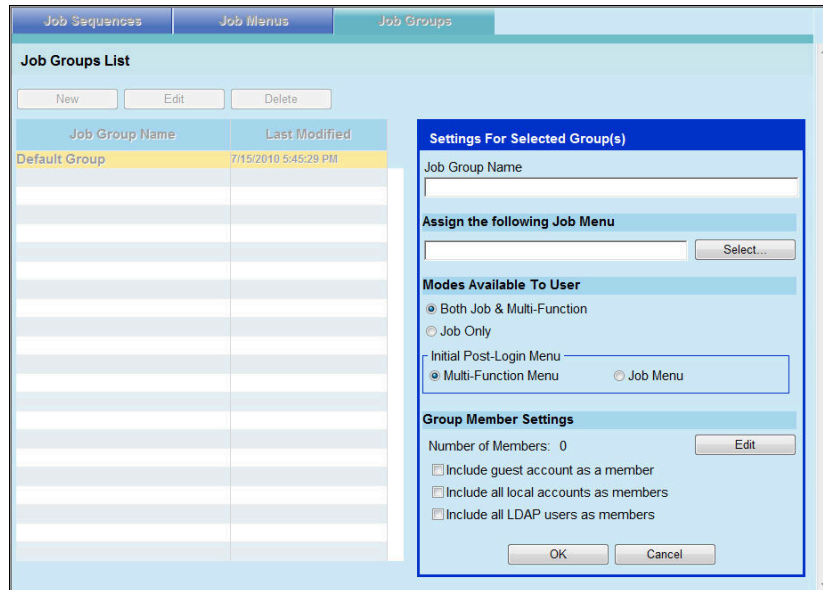 Job Sequences Job Menus Job Groups
Job Groups List
New Edit Delete
Job Group Name Last Modified
Default Group 7/15/2010 5:45:29 PM
Settings For Selected Group(s)
Job Group Name
Assign the following Job Menu
Select...
Modes Available To User
Both Job & Multi-Function
Job Only
Initial Post-Login Menu
Multi-Function Menu Job Menu
Group Member Settings
Number of Members: 0 Edit
Include guest account as a member
Include all local accounts as members
Include all LDAP users as members
OK Cancel